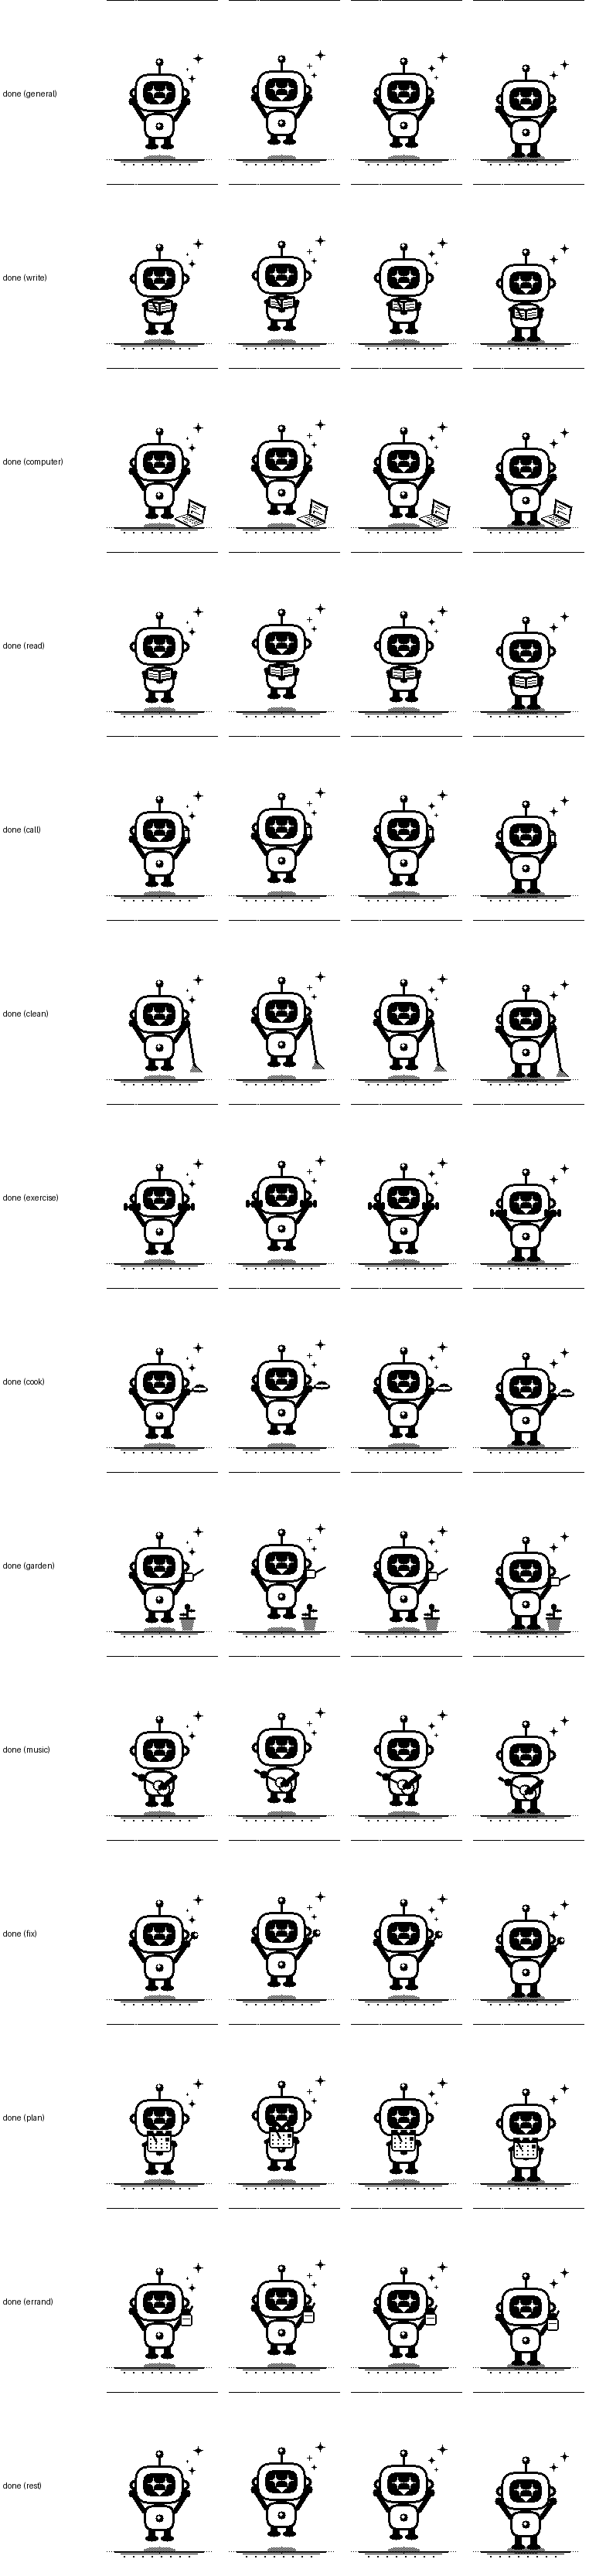 done (general)
done (write)
done (computer)
done (read)
done (call)
done (clean)
done (exercise)
done (cook)
done (garden)
done (music)
done (fix)
done (plan)
done (errand)
done (rest)